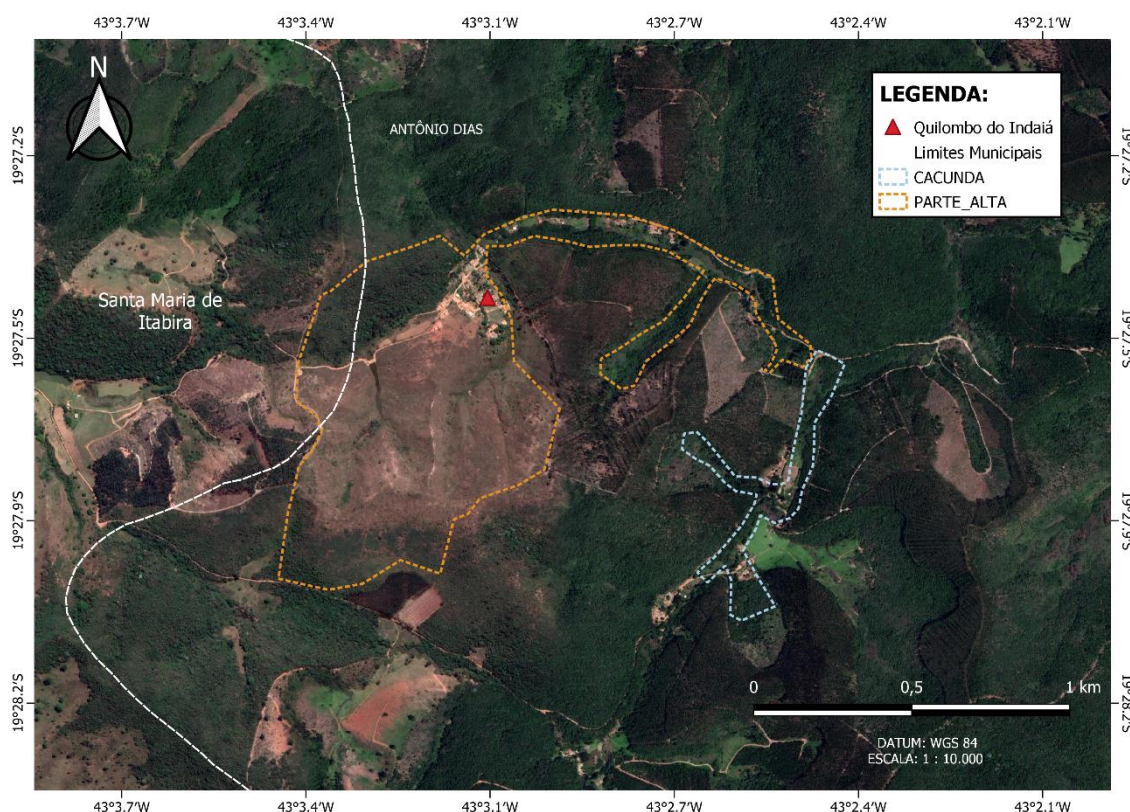 43°3.7'W 43°3.4'W 43°3.1'W 43°2.7'W 43°2.4'W 43°2.1'W
N
ANTÔNIO DIAS
LEGENDA:
Quilombo do Indaiá
Limites Municipais
CACUNDA
PARTE_ALTA
19°27.2'S 19°27.2'S
Santa Maria de
Itabira
19°27.5'S 19°27.5'S
19°27.9'S 19°27.9'S
19°28.2'S 19°28.2'S
0 0,5 1 km
DATUM: WGS 84
ESCALA: 1 : 10.000
43°3.7'W 43°3.4'W 43°3.1'W 43°2.7'W 43°2.4'W 43°2.1'W